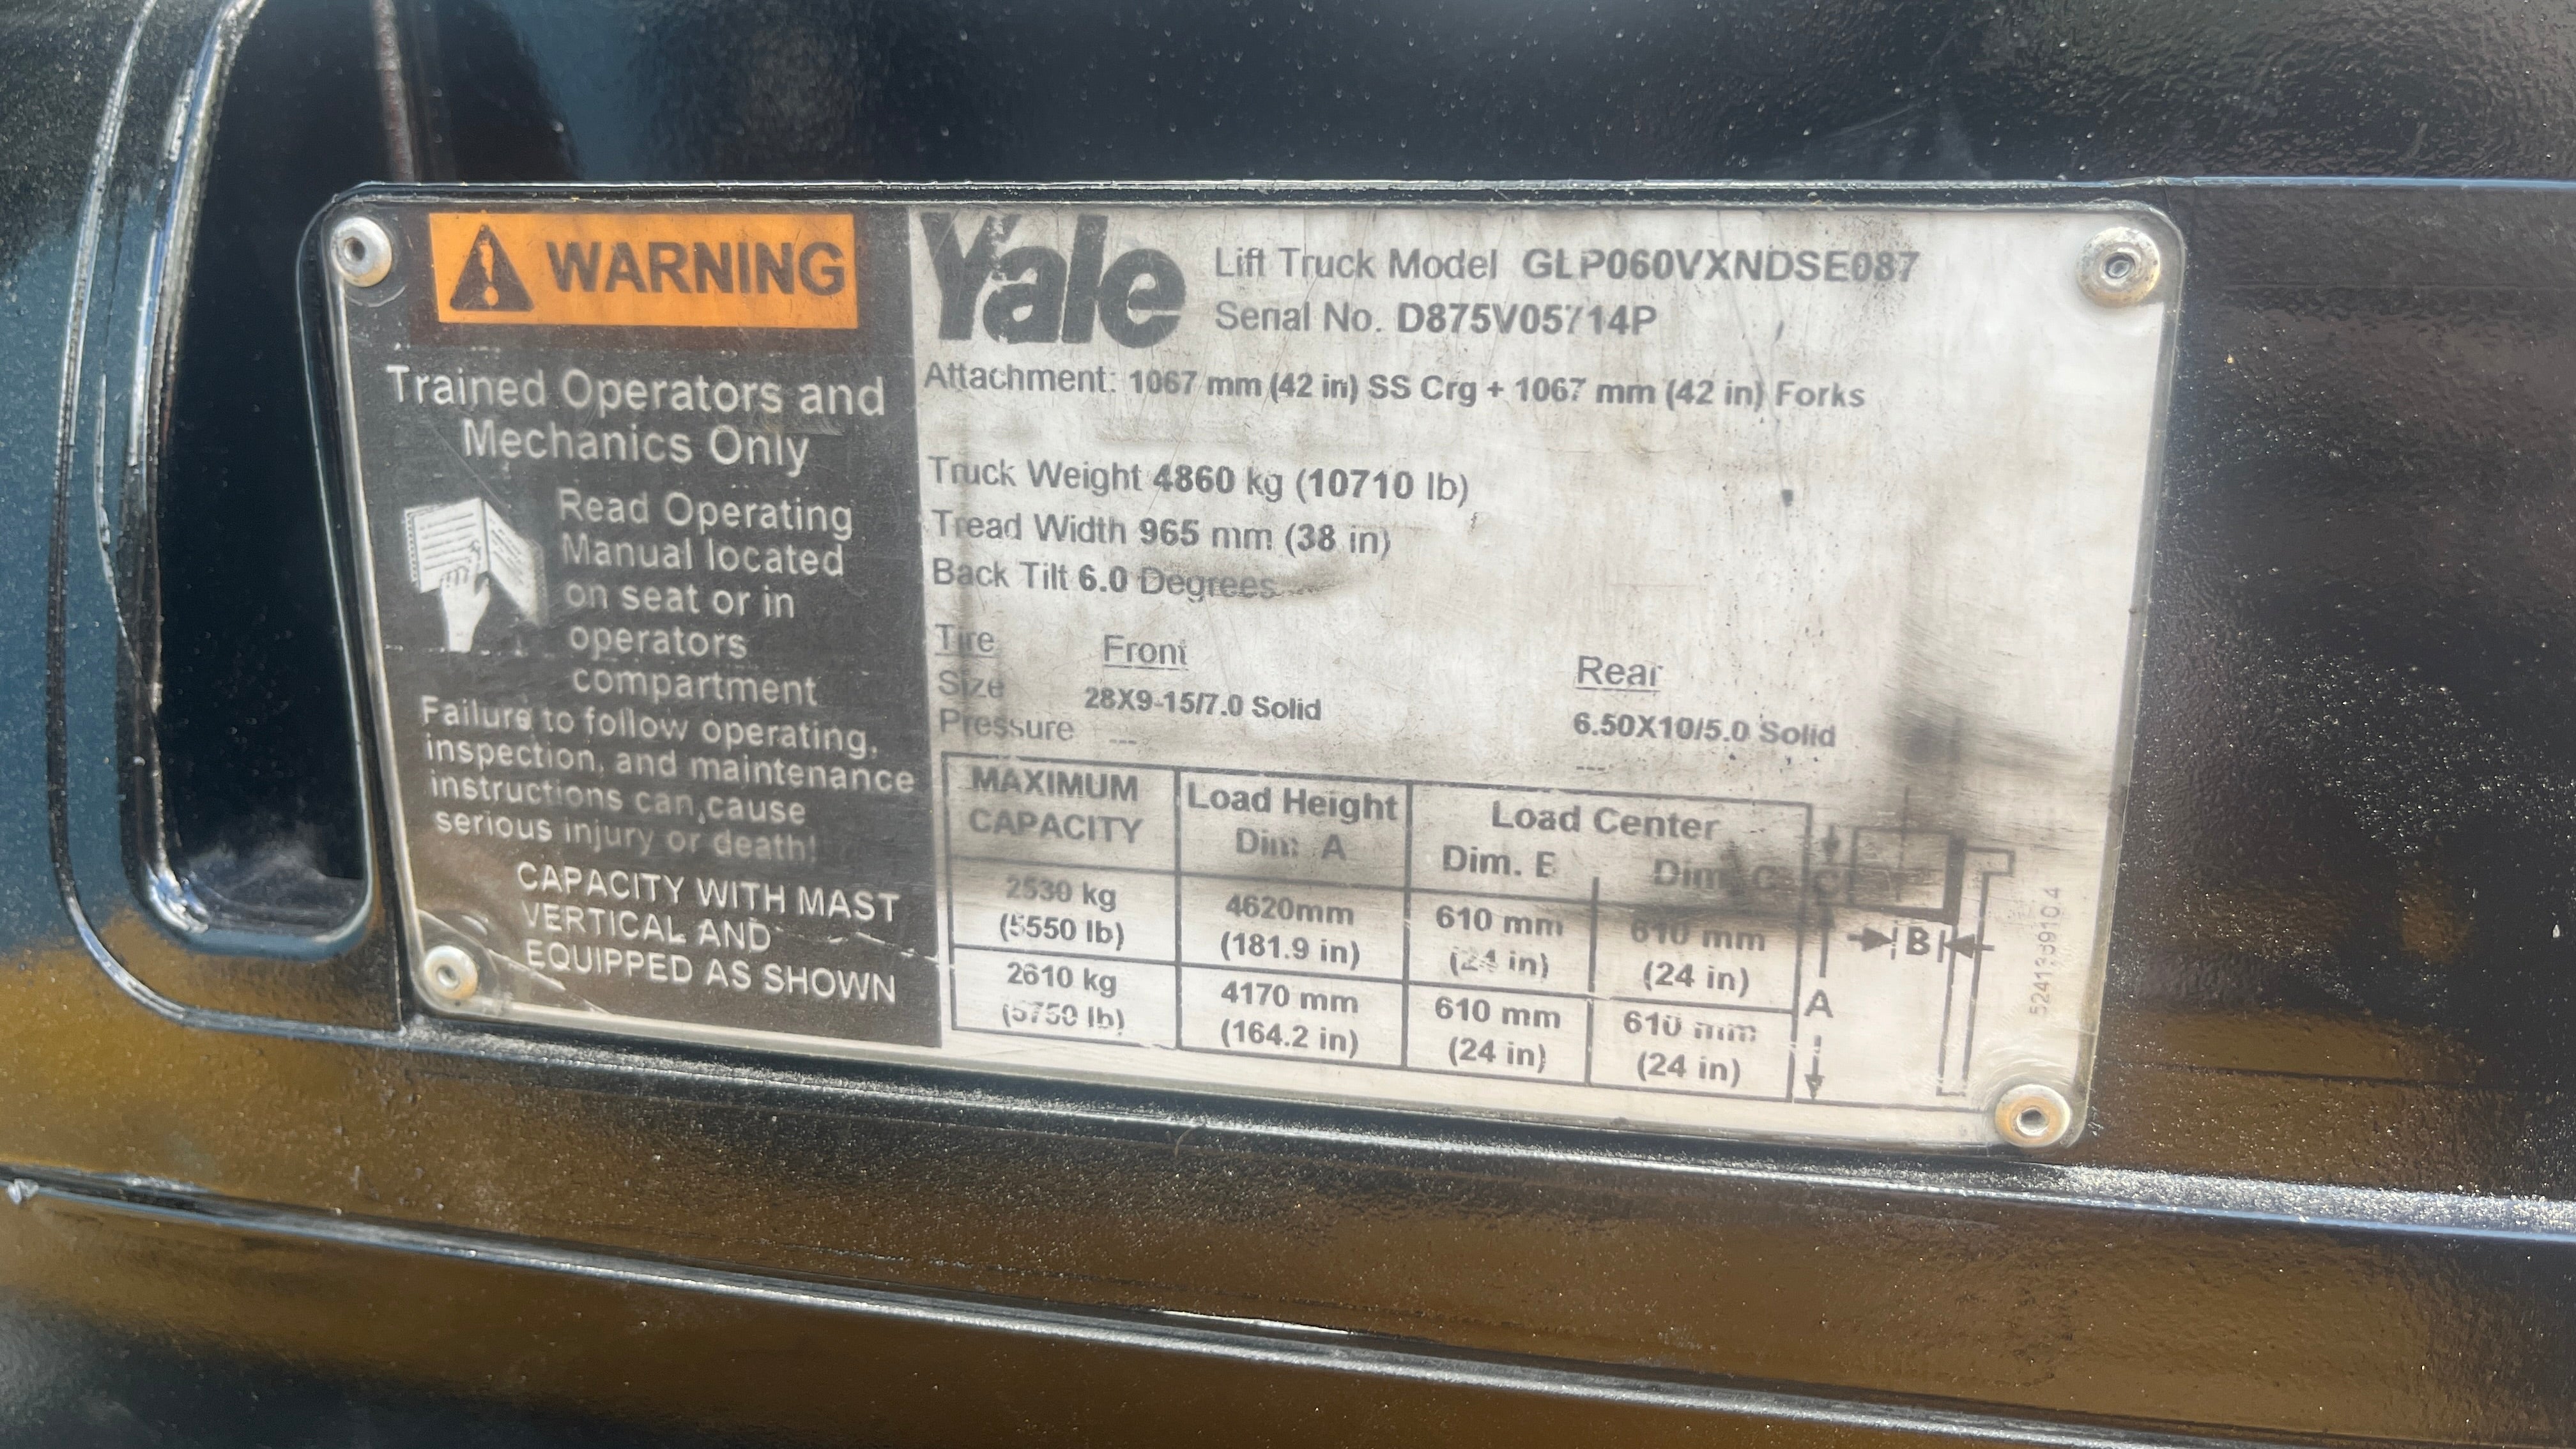 WARNING
Trained Operators and
Mechanics Only
Read Operating
Manual located
on seat or in
operators
compartment
Failure to follow operating,
inspection, and maintenance
instructions can cause
serious injury or death!
CAPACITY WITH MAST
VERTICAL AND
EQUIPPED AS SHOWN
Yale
Lift Truck Model GLP060VXNDSE087
Serial No. D875V05714P
Attachment: 1067 mm (42 in) SS Crg + 1067 mm (42 in) Forks
Truck Weight 4860 kg (10710 lb)
Tread Width 965 mm (38 in)
Back Tilt 6.0 Degrees
Tire Front Rear
Size 28X9-15/7.0 Solid 6.50X10/5.0 Solid
Pressure --- ---
MAXIMUM Load Height Load Center
CAPACITY Dim. A Dim. B Dim. C
2530 kg 4620mm 610 mm 610 mm
(5550 lb) (181.9 in) (24 in) (24 in)
2610 kg 4170 mm 610 mm 610 mm
(5750 lb) (164.2 in) (24 in) (24 in)
C
B
A